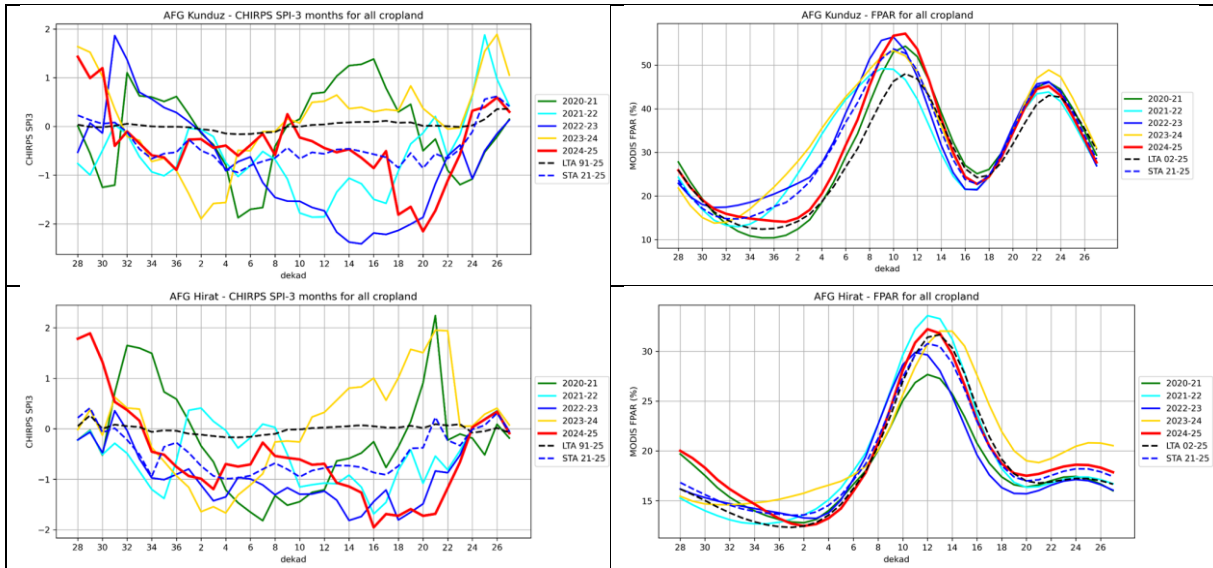 AFG Kunduz - CHIRPS SPI-3 months for all cropland
2
1
0
−1
−2
CHIRPS SPI3
28 30 32 34 36 2 4 6 8 10 12 14 16 18 20 22 24 26
dekad
2020-21
2021-22
2022-23
2023-24
2024-25
LTA 91-25
STA 21-25
AFG Kunduz - FPAR for all cropland
50
40
30
20
10
MODIS FPAR (%)
28 30 32 34 36 2 4 6 8 10 12 14 16 18 20 22 24 26
dekad
2020-21
2021-22
2022-23
2023-24
2024-25
LTA 02-25
STA 21-25
AFG Hirat - CHIRPS SPI-3 months for all cropland
2
1
0
−1
−2
CHIRPS SPI3
28 30 32 34 36 2 4 6 8 10 12 14 16 18 20 22 24 26
dekad
2020-21
2021-22
2022-23
2023-24
2024-25
LTA 91-25
STA 21-25
AFG Hirat - FPAR for all cropland
30
25
20
15
MODIS FPAR (%)
28 30 32 34 36 2 4 6 8 10 12 14 16 18 20 22 24 26
dekad
2020-21
2021-22
2022-23
2023-24
2024-25
LTA 02-25
STA 21-25